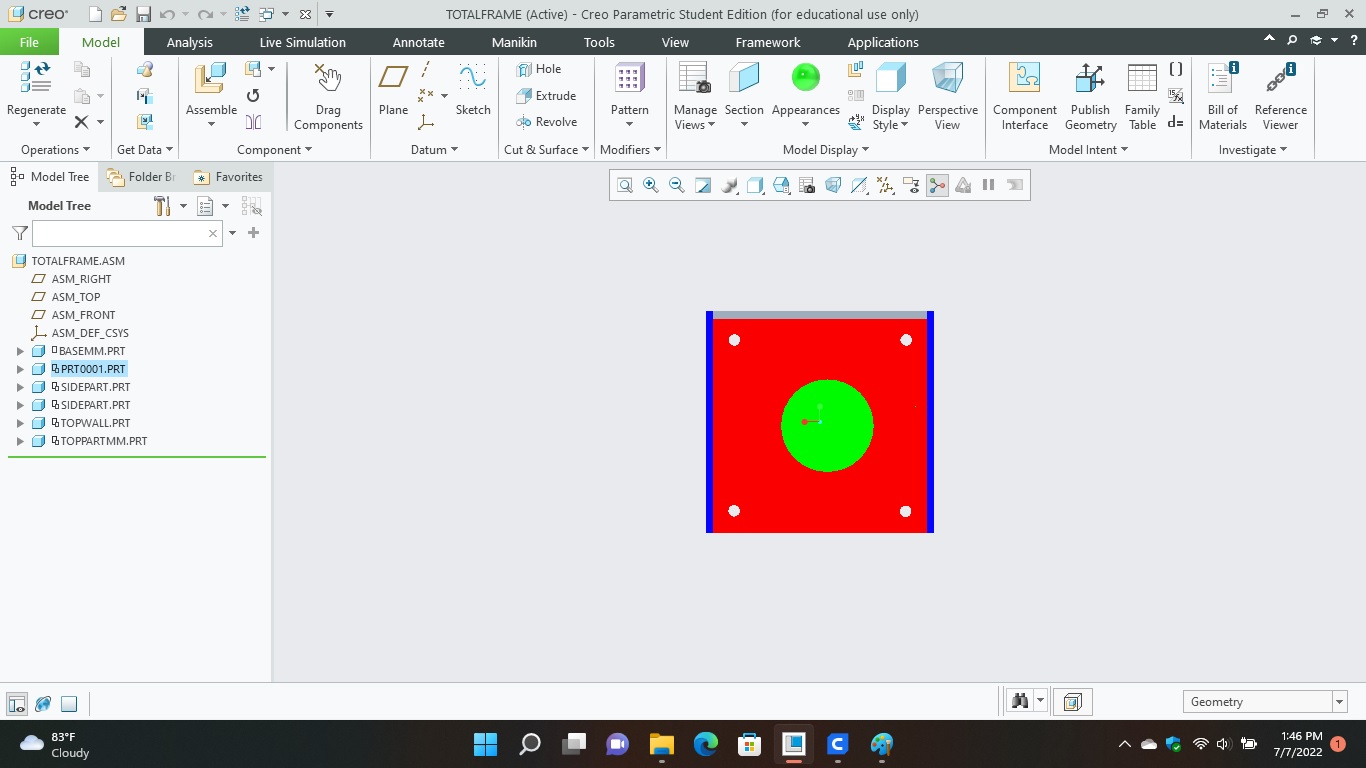 creo®
TOTALFRAME (Active) - Creo Parametric Student Edition (for educational use only)
File Model Analysis Live Simulation Annotate Manikin Tools View Framework Applications
Regenerate
Operations
Get Data
Assemble
Drag
Components
Component
Plane
Sketch
Datum
Hole
Extrude
Revolve
Cut & Surface
Pattern
Modifiers
Manage
Views
Section
Appearances
Display
Style
Perspective
View
Model Display
Component
Interface
Publish
Geometry
Family
Table
d=
Model Intent
Bill of
Materials
Reference
Viewer
Investigate
Model Tree Folder Br Favorites
Model Tree
TOTALFRAME.ASM
ASM_RIGHT
ASM_TOP
ASM_FRONT
ASM_DEF_CSYS
BASEMM.PRT
PRT0001.PRT
SIDEPART.PRT
SIDEPART.PRT
TOPWALL.PRT
TOPPARTMM.PRT
Geometry
83°F
Cloudy
1:46 PM
7/7/2022
1